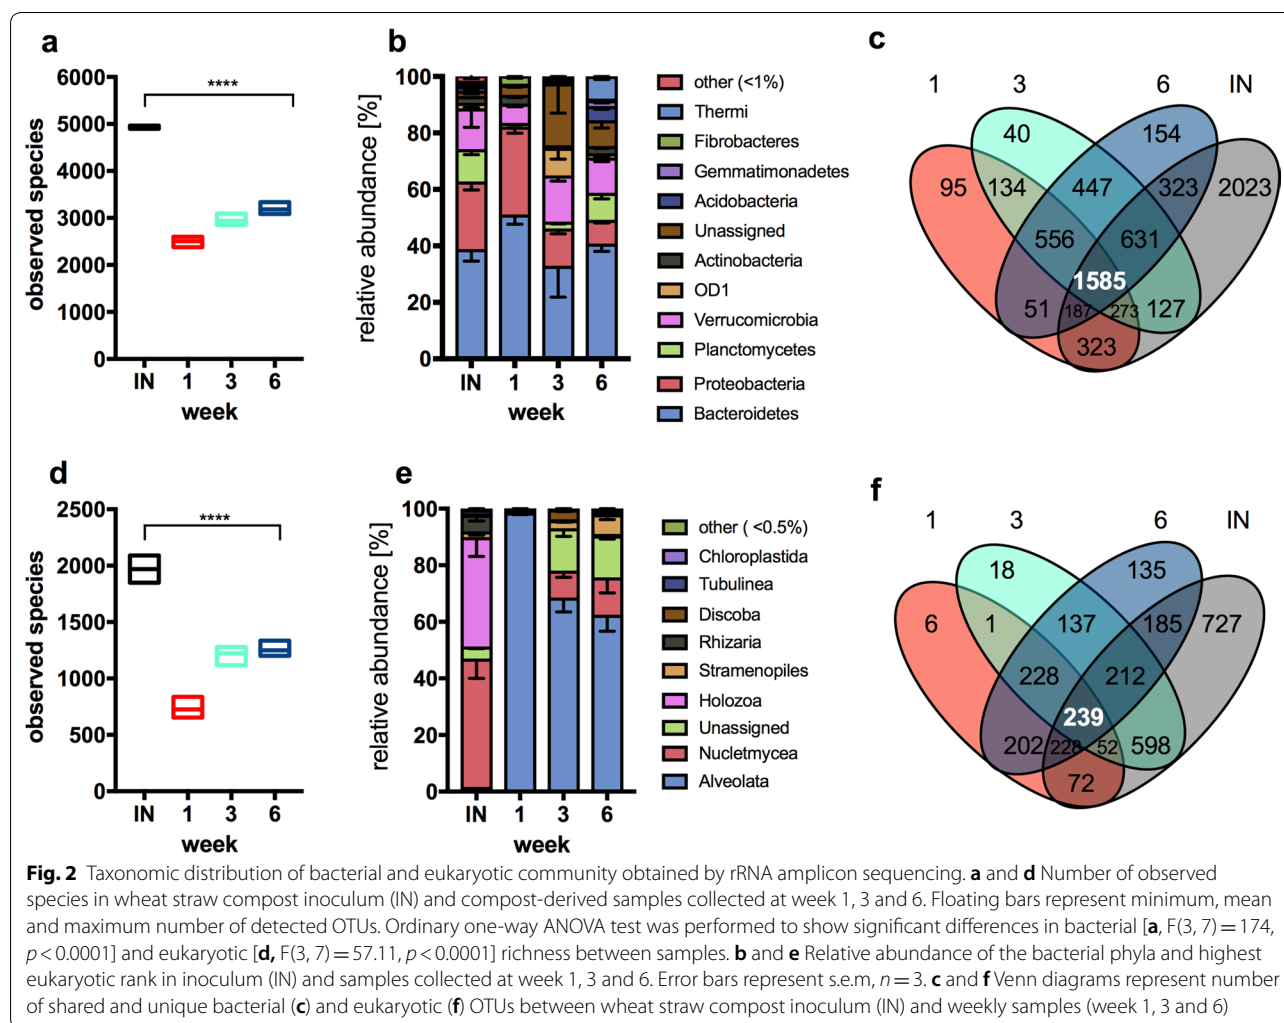 a
6000
5000
4000
3000
2000
1000
0
observed species
****
IN 1 3 6
week
b
100
80
60
40
20
0
relative abundance [%]
IN 1 3 6
week
other (<1%)
Thermi
Fibrobacteres
Gemmatimonadetes
Acidobacteria
Unassigned
Actinobacteria
OD1
Verrucomicrobia
Planctomycetes
Proteobacteria
Bacteroidetes
c
1 3 6 IN
40 154
95 134 447 323 2023
556 631
1585
51 187 273 127
323
d
2500
2000
1500
1000
500
0
observed species
****
IN 1 3 6
week
e
100
80
60
40
20
0
relative abundance [%]
IN 1 3 6
week
other ( <0.5%)
Chloroplastida
Tubulinea
Discoba
Rhizaria
Stramenopiles
Holozoa
Unassigned
Nucletmycea
Alveolata
f
1 3 6 IN
18 135
6 1 137 185 727
228 212
239
202 228 52 598
72
Fig. 2 Taxonomic distribution of bacterial and eukaryotic community obtained by rRNA amplicon sequencing. a and d Number of observed
species in wheat straw compost inoculum (IN) and compost-derived samples collected at week 1, 3 and 6. Floating bars represent minimum, mean
and maximum number of detected OTUs. Ordinary one-way ANOVA test was performed to show significant differences in bacterial [a, F(3, 7) = 174,
p < 0.0001] and eukaryotic [d, F(3, 7) = 57.11, p < 0.0001] richness between samples. b and e Relative abundance of the bacterial phyla and highest
eukaryotic rank in inoculum (IN) and samples collected at week 1, 3 and 6. Error bars represent s.e.m, n = 3. c and f Venn diagrams represent number
of shared and unique bacterial (c) and eukaryotic (f) OTUs between wheat straw compost inoculum (IN) and weekly samples (week 1, 3 and 6)